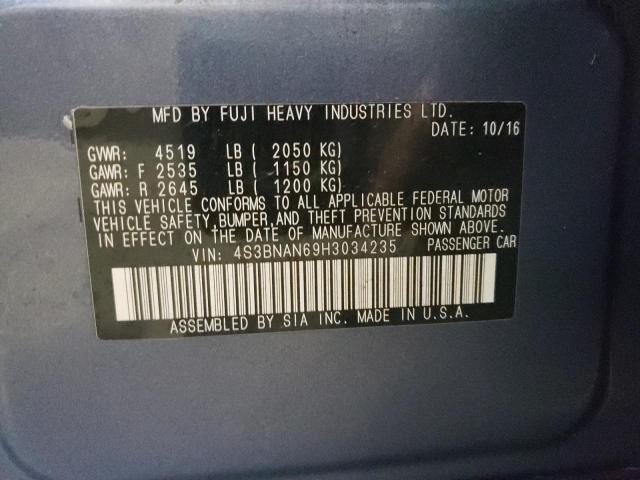 MFD BY FUJI HEAVY INDUSTRIES LTD.
DATE: 10/16
GVWR: 4519 LB ( 2050 KG)
GAWR: F 2535 LB ( 1150 KG)
GAWR: R 2645 LB ( 1200 KG)
THIS VEHICLE CONFORMS TO ALL APPLICABLE FEDERAL MOTOR
VEHICLE SAFETY,BUMPER,AND THEFT PREVENTION STANDARDS
IN EFFECT ON THE DATE OF MANUFACTURE SHOWN ABOVE.
VIN: 4S3BNAN69H3034235 PASSENGER CAR
ASSEMBLED BY SIA INC. MADE IN U.S.A.